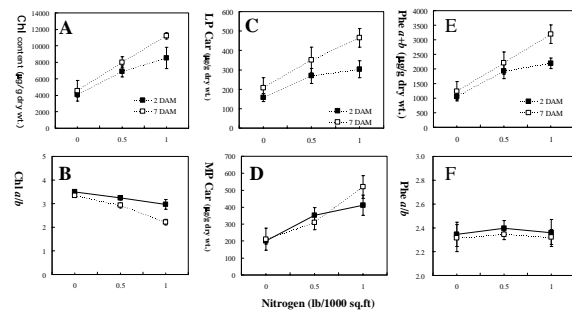 A
Chl content (µg/g dry wt.)
14000
12000
10000
8000
6000
4000
2000
0
0 0.5 1
2 DAM
7 DAM
C
LP Car (µg/g dry wt.)
600
500
400
300
200
100
0
0 0.5 1
2 DAM
7 DAM
E
Phe a+b (µg/g dry wt.)
4000
3500
3000
2500
2000
1500
1000
500
0
0 0.5 1
2 DAM
7 DAM
B
Chl a/b
5
4
3
2
1
0
0 0.5 1
D
MP Car (µg/g dry wt.)
700
600
500
400
300
200
100
0
0 0.5 1
F
Phe a/b
3.0
2.8
2.6
2.4
2.2
2.0
0 0.5 1
Nitrogen (lb/1000 sq.ft)